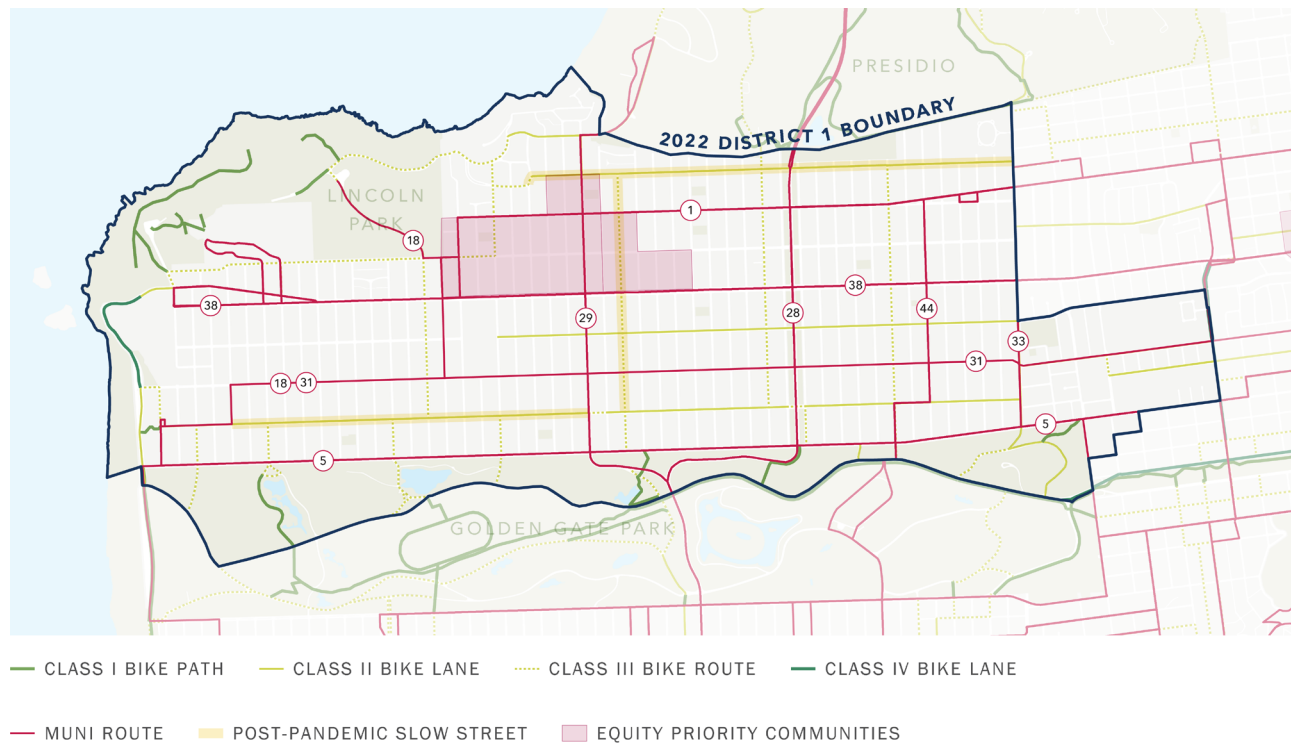 PRESIDIO
2022 DISTRICT 1 BOUNDARY
LINCOLN
PARK
1
18
38
38
29
28
44
33
31
18 31
5
5
GOLDEN GATE PARK
CLASS I BIKE PATH
CLASS II BIKE LANE
CLASS III BIKE ROUTE
CLASS IV BIKE LANE
MUNI ROUTE
POST-PANDEMIC SLOW STREET
EQUITY PRIORITY COMMUNITIES